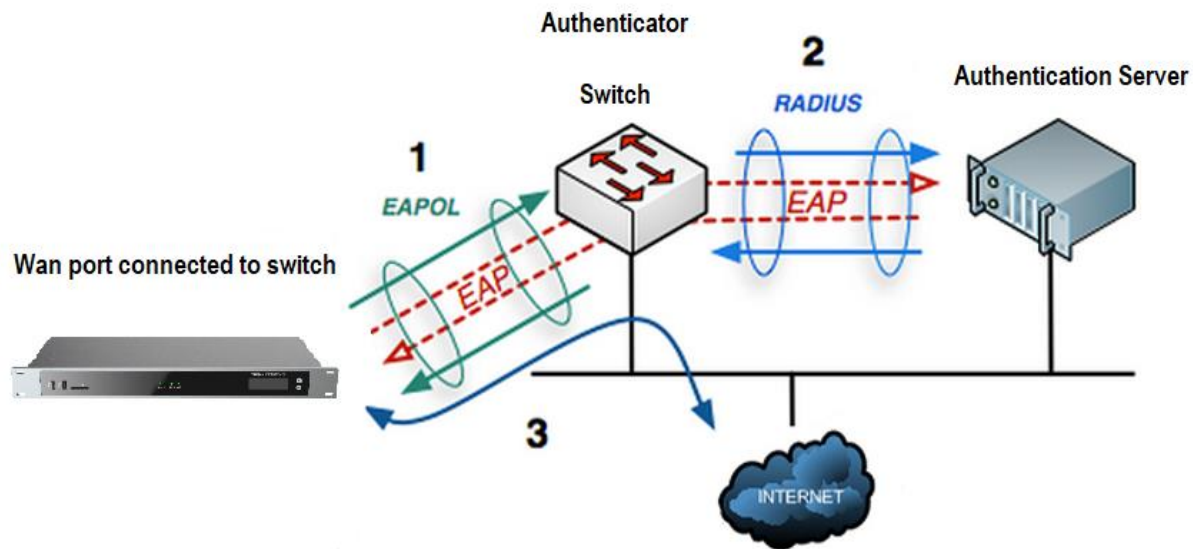 Authenticator
2
Authentication Server
Switch
RADIUS
1
EAPOL
EAP
EAP
Wan port connected to switch
3
INTERNET